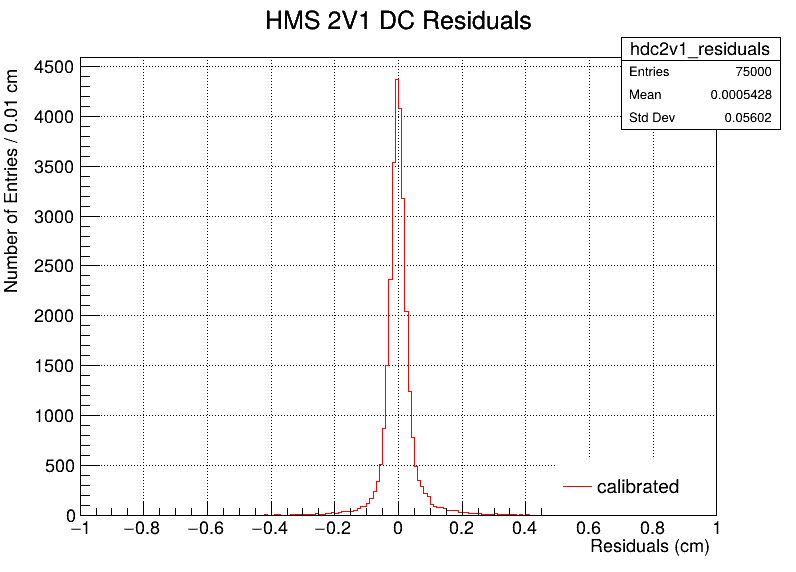 HMS 2V1 DC Residuals
hdc2v1_residuals
Entries 75000
Mean 0.0005428
Std Dev 0.05602
Number of Entries / 0.01 cm
4500
4000
3500
3000
2500
2000
1500
1000
500
0
calibrated
−1 −0.8 −0.6 −0.4 −0.2 0 0.2 0.4 0.6 0.8 1
Residuals (cm)